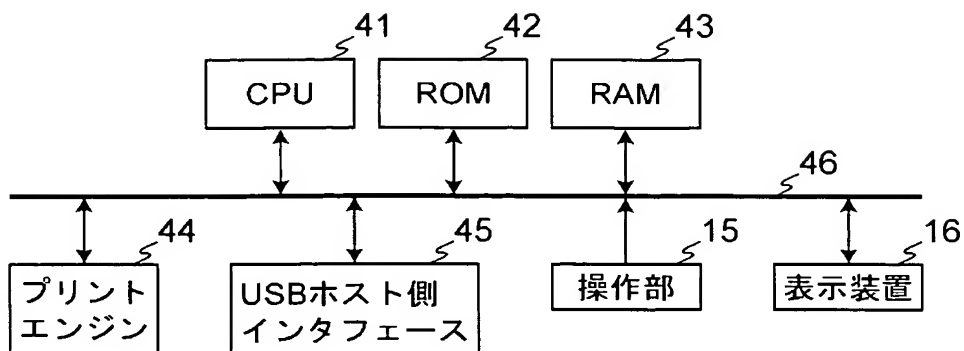 41
42
43
CPU
ROM
RAM
46
44
45
15
16
プリント
エンジン
USBホスト側
インタフェース
操作部
表示装置